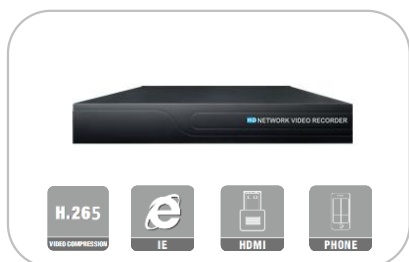 HD NETWORK VIDEO RECORDER
H.265
VIDEO COMPRESSION
IE
HDMI
PHONE